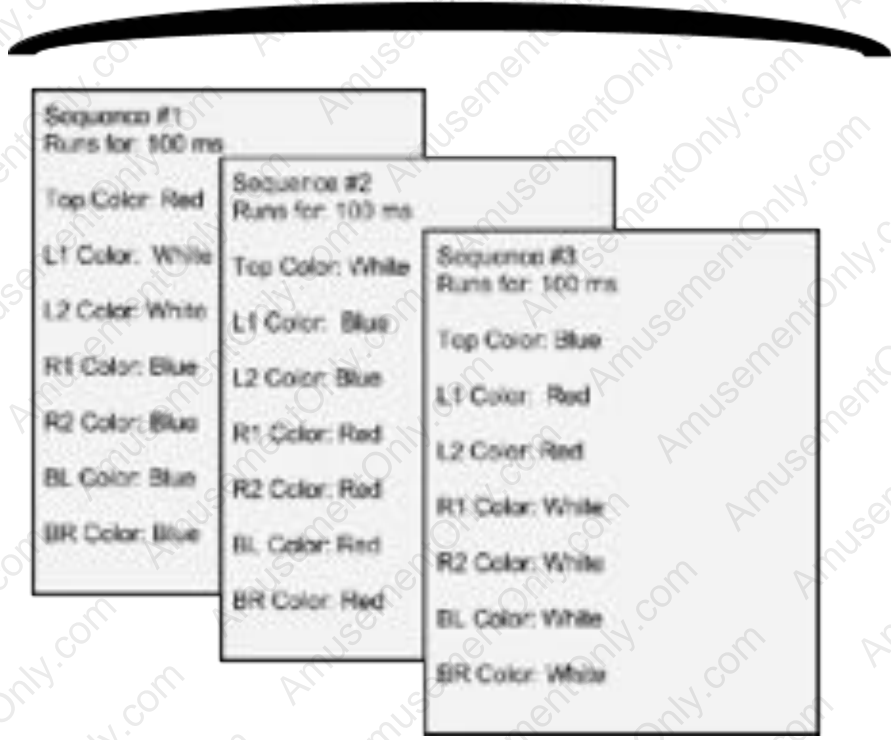 Sequence #1
Runs for: 100 ms
Top Color: Red
L1 Color: White
L2 Color: White
R1 Color: Blue
R2 Color: Blue
BL Color: Blue
BR Color: Blue
Sequence #2
Runs for: 100 ms
Top Color: White
L1 Color: Blue
L2 Color: Blue
R1 Color: Red
R2 Color: Red
BL Color: Red
BR Color: Red
Sequence #3
Runs for: 100 ms
Top Color: Blue
L1 Color: Red
L2 Color: Red
R1 Color: White
R2 Color: White
BL Color: White
BR Color: White
AmusementOnly.com